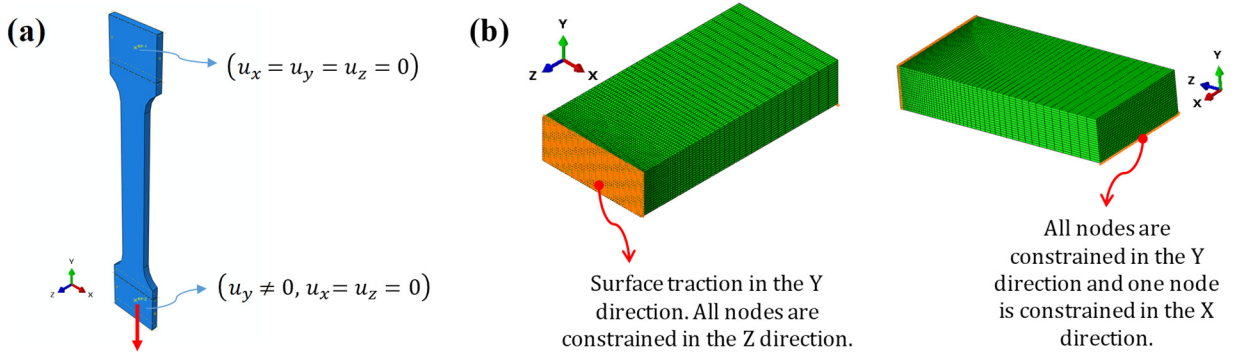 (a)
(u_x = u_y = u_z = 0)
Y
Z
X
(u_y ≠ 0, u_x = u_z = 0)
(b)
Y
Z
X
Surface traction in the Y
direction. All nodes are
constrained in the Z direction.
Y
Z
X
All nodes are
constrained in the Y
direction and one node
is constrained in the X
direction.